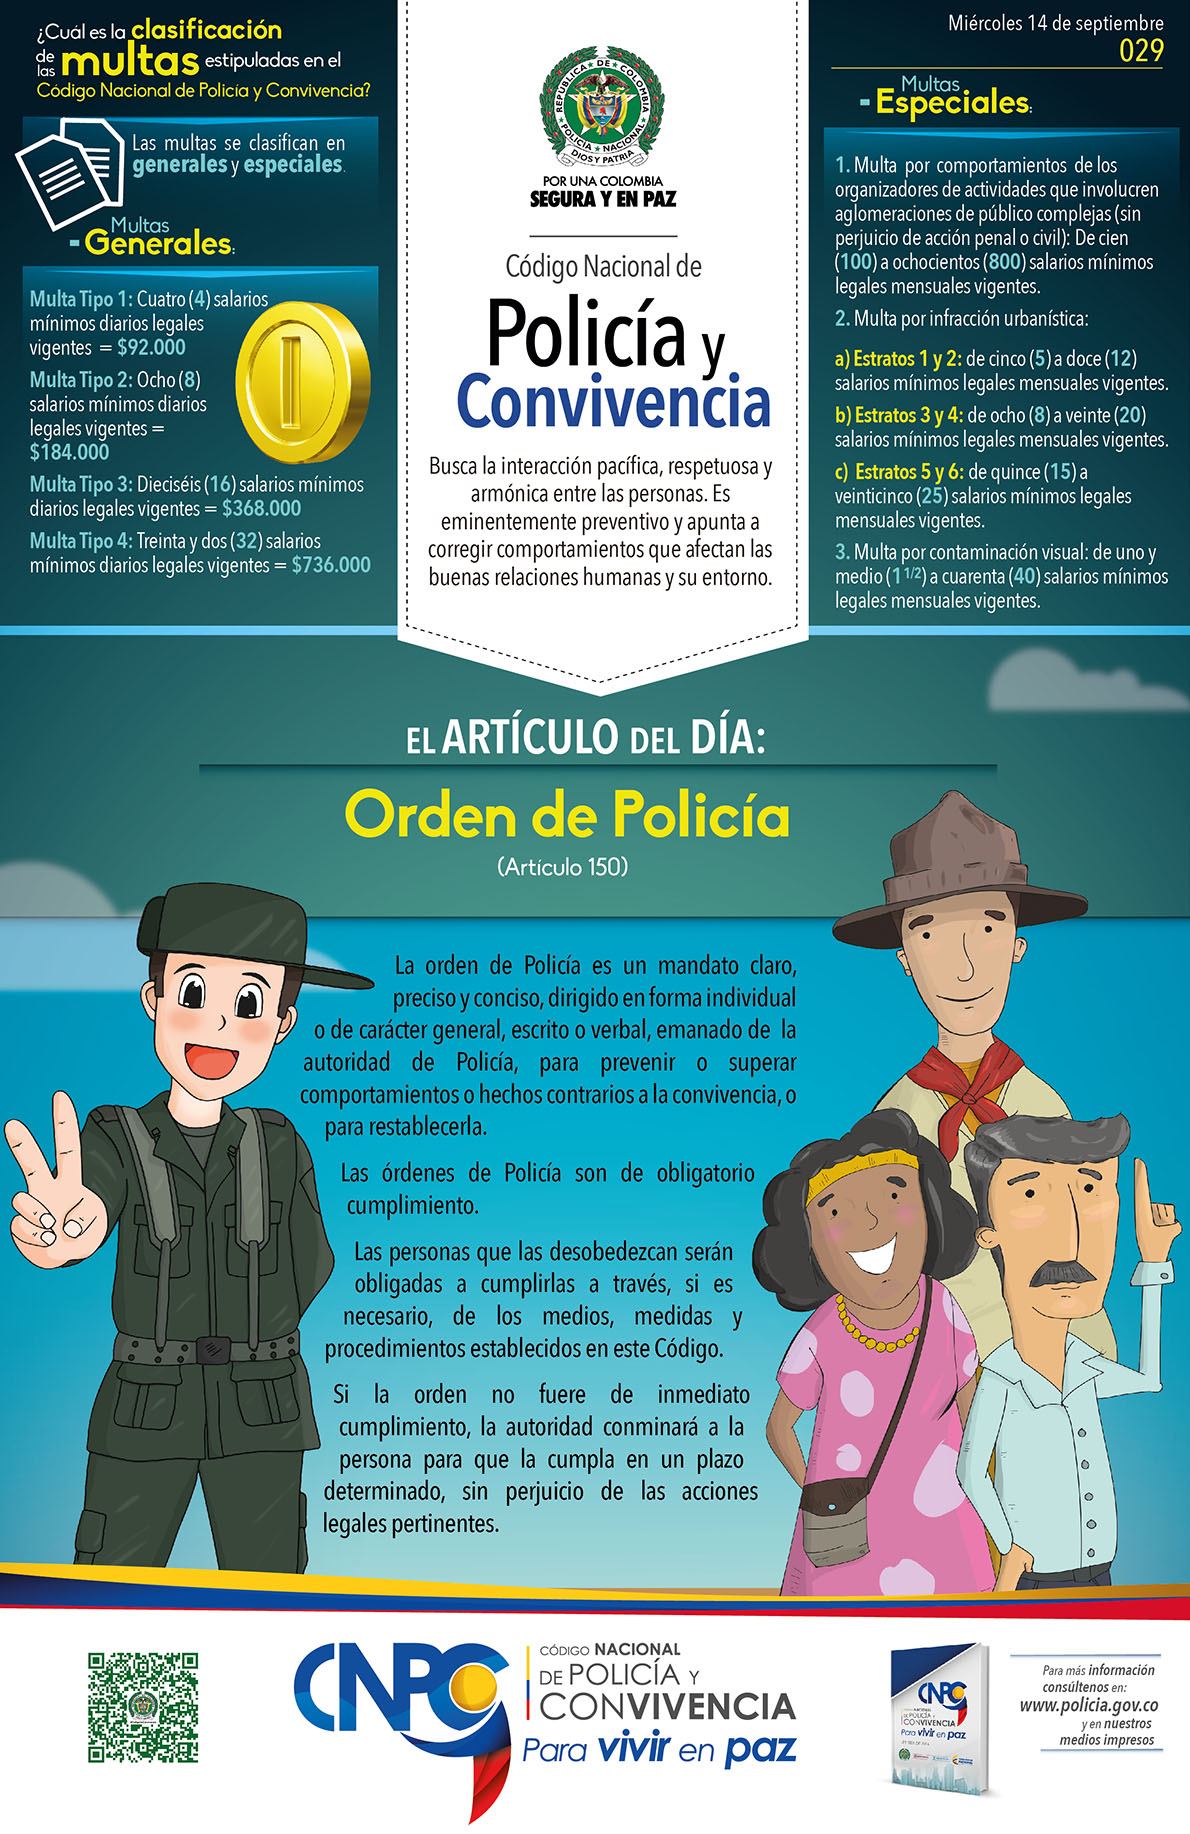 ¿Cuál es la clasificación
de las multas estipuladas en el
Código Nacional de Policía y Convivencia?
Las multas se clasifican en
generales y especiales.
Multas
- Generales:
Multa Tipo 1: Cuatro (4) salarios
mínimos diarios legales
vigentes = $92.000
Multa Tipo 2: Ocho (8)
salarios mínimos diarios
legales vigentes =
$184.000
Multa Tipo 3: Dieciséis (16) salarios mínimos
diarios legales vigentes = $368.000
Multa Tipo 4: Treinta y dos (32) salarios
mínimos diarios legales vigentes = $736.000
REPÚBLICA DE COLOMBIA
POLICÍA NACIONAL
DIOS Y PATRIA
POR UNA COLOMBIA
SEGURA Y EN PAZ
Código Nacional de
Policía y
Convivencia
Busca la interacción pacífica, respetuosa y
armónica entre las personas. Es
eminentemente preventivo y apunta a
corregir comportamientos que afectan las
buenas relaciones humanas y su entorno.
Miércoles 14 de septiembre
029
Multas
- Especiales:
1. Multa por comportamientos de los
organizadores de actividades que involucren
aglomeraciones de público complejas (sin
perjuicio de acción penal o civil): De cien
(100) a ochocientos (800) salarios mínimos
legales mensuales vigentes.
2. Multa por infracción urbanística:
a) Estratos 1 y 2: de cinco (5) a doce (12)
salarios mínimos legales mensuales vigentes.
b) Estratos 3 y 4: de ocho (8) a veinte (20)
salarios mínimos legales mensuales vigentes.
c) Estratos 5 y 6: de quince (15) a
veinticinco (25) salarios mínimos legales
mensuales vigentes.
3. Multa por contaminación visual: de uno y
medio (1 1/2) a cuarenta (40) salarios mínimos
legales mensuales vigentes.
EL ARTÍCULO DEL DÍA:
Orden de Policía
(Artículo 150)
La orden de Policía es un mandato claro,
preciso y conciso, dirigido en forma individual
o de carácter general, escrito o verbal, emanado de la
autoridad de Policía, para prevenir o superar
comportamientos o hechos contrarios a la convivencia, o
para restablecerla.
Las órdenes de Policía son de obligatorio
cumplimiento.
Las personas que las desobedezcan serán
obligadas a cumplirlas a través, si es
necesario, de los medios, medidas y
procedimientos establecidos en este Código.
Si la orden no fuere de inmediato
cumplimiento, la autoridad conminará a la
persona para que la cumpla en un plazo
determinado, sin perjuicio de las acciones
legales pertinentes.
CNPC
CÓDIGO NACIONAL
DE POLICÍA Y
CONVIVENCIA
Para vivir en paz
CNPC
DE POLICÍA Y
CONVIVENCIA
Para vivir en paz
Para más información
consúltenos en:
www.policia.gov.co
y en nuestros
medios impresos